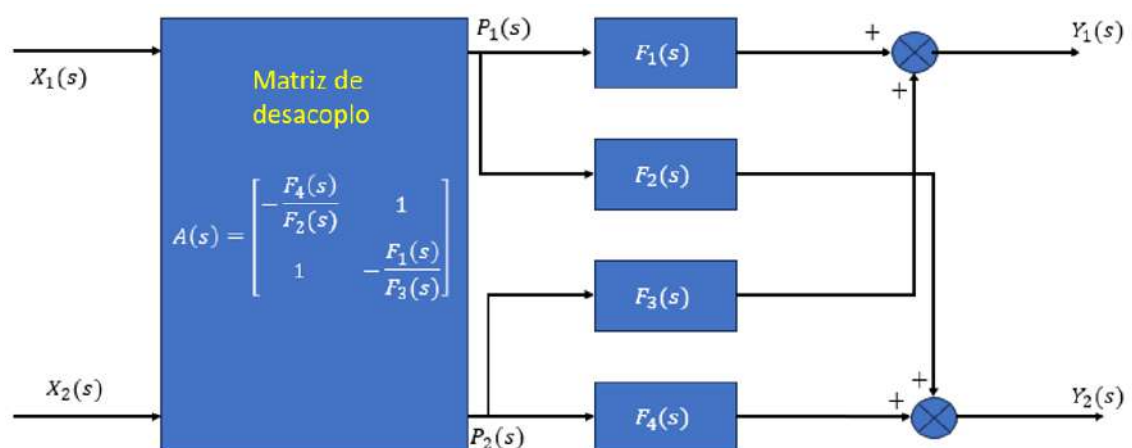 P₁(s)
Y₁(s)
+
F₁(s)
X₁(s)
+
Matriz de
desacoplo
F₂(s)
A(s) = [ -F₄(s)/F₂(s) 1
1 -F₁(s)/F₃(s) ]
F₃(s)
X₂(s)
+
Y₂(s)
+
F₄(s)
P₂(s)